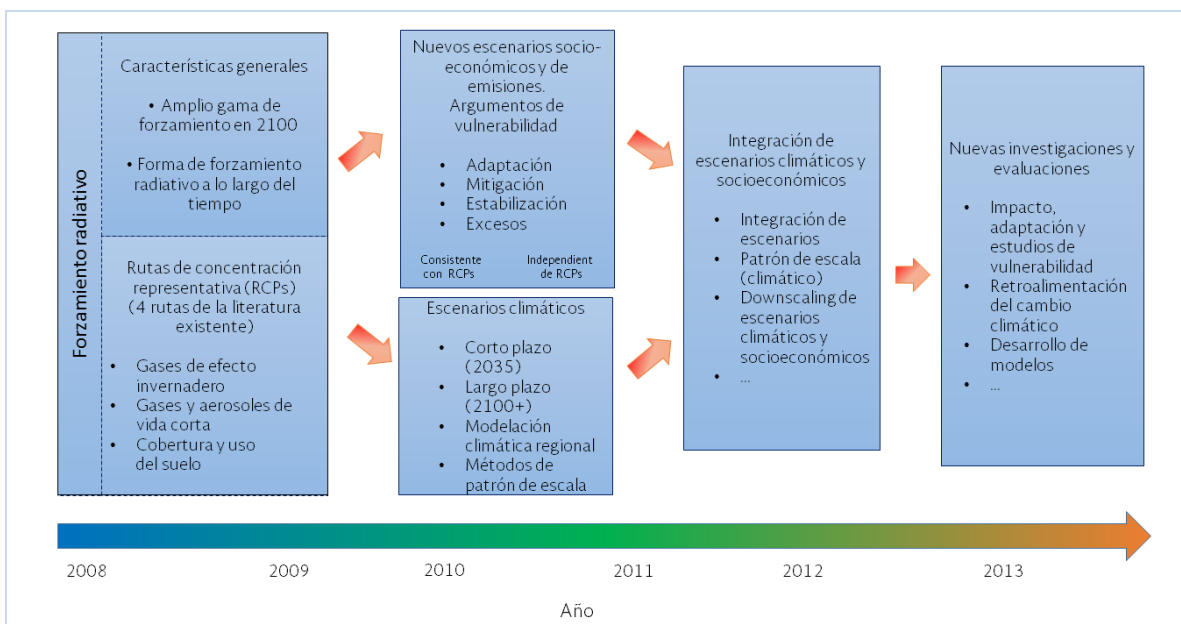 Forzamiento radiativo
Características generales
• Amplio gama de
forzamiento en 2100
• Forma de forzamiento
radiativo a lo largo del
tiempo
Rutas de concentración
representativa (RCPs)
(4 rutas de la literatura
existente)
• Gases de efecto
invernadero
• Gases y aerosoles de
vida corta
• Cobertura y uso
del suelo
Nuevos escenarios socio-
económicos y de
emisiones.
Argumentos de
vulnerabilidad
• Adaptación
• Mitigación
• Estabilización
• Excesos
Consistente
con RCPs
Independient
de RCPs
Escenarios climáticos
• Corto plazo
(2035)
• Largo plazo
(2100+)
• Modelación
climática regional
• Métodos de
patrón de escala
Integración de
escenarios climáticos y
socioeconómicos
• Integración de
escenarios
• Patrón de escala
(climático)
• Downscaling de
escenarios
climáticos y
socioeconómicos
• ...
Nuevas investigaciones y
evaluaciones
• Impacto,
adaptación y
estudios de
vulnerabilidad
• Retroalimentación
del cambio
climático
• Desarrollo de
modelos
• ...
2008
2009
2010
2011
2012
2013
Año